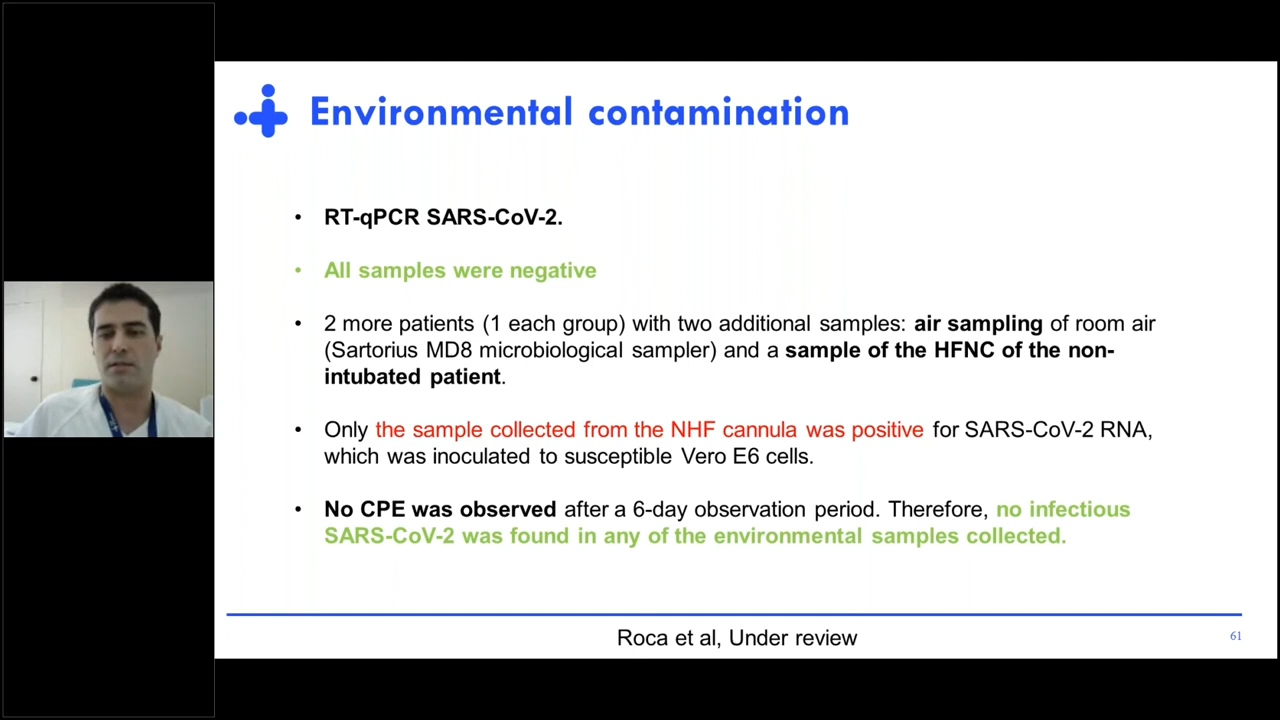 Environmental contamination
• RT-qPCR SARS-CoV-2.
• All samples were negative
• 2 more patients (1 each group) with two additional samples: air sampling of room air
(Sartorius MD8 microbiological sampler) and a sample of the HFNC of the non-
intubated patient.
• Only the sample collected from the NHF cannula was positive for SARS-CoV-2 RNA,
which was inoculated to susceptible Vero E6 cells.
• No CPE was observed after a 6-day observation period. Therefore, no infectious
SARS-CoV-2 was found in any of the environmental samples collected.
Roca et al, Under review
61